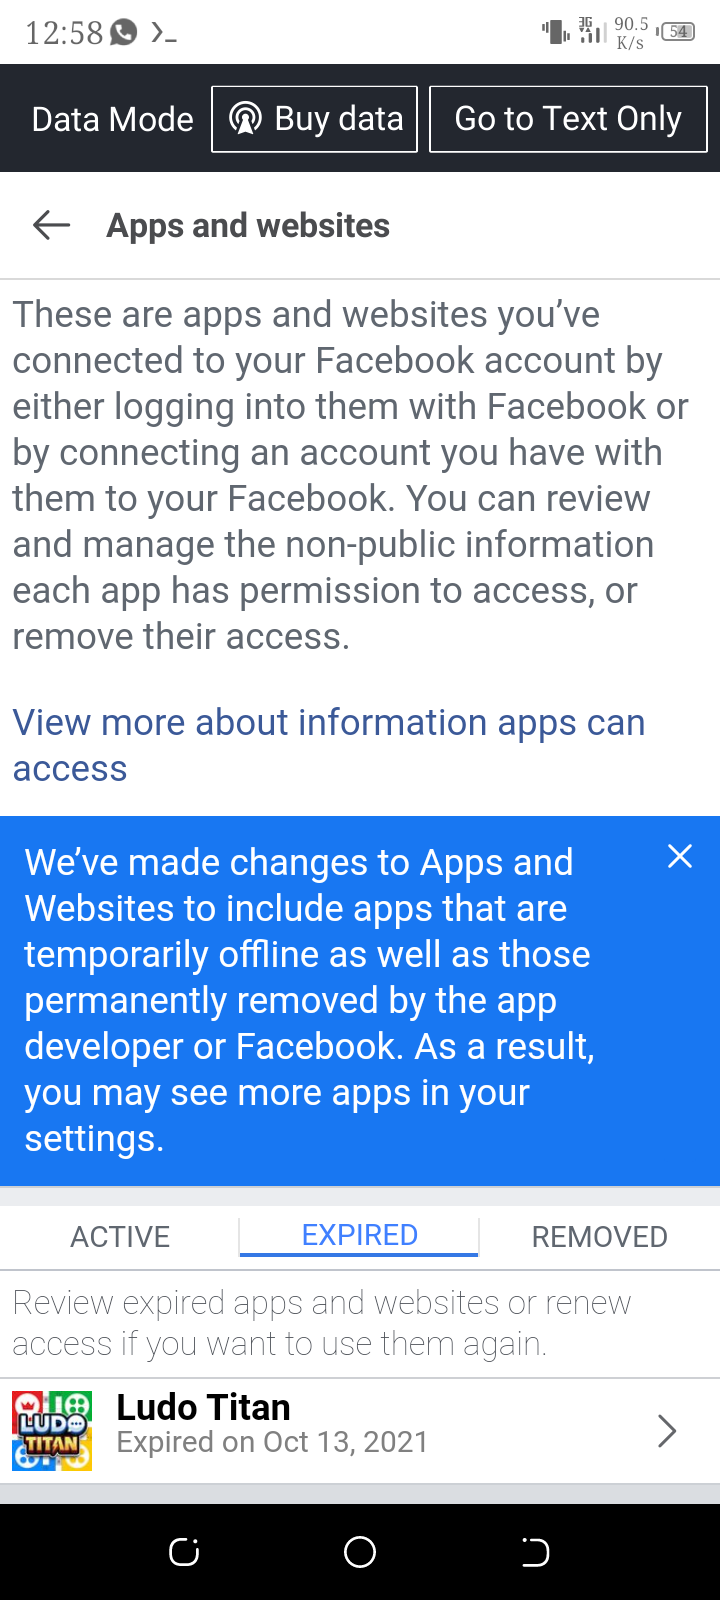 12:58
3G
90.5
K/s
54
Data Mode
Buy data
Go to Text Only
Apps and websites
These are apps and websites you’ve
connected to your Facebook account by
either logging into them with Facebook or
by connecting an account you have with
them to your Facebook. You can review
and manage the non-public information
each app has permission to access, or
remove their access.
View more about information apps can
access
We’ve made changes to Apps and
Websites to include apps that are
temporarily offline as well as those
permanently removed by the app
developer or Facebook. As a result,
you may see more apps in your
settings.
ACTIVE
EXPIRED
REMOVED
Review expired apps and websites or renew
access if you want to use them again.
LUDO
TITAN
Ludo Titan
Expired on Oct 13, 2021